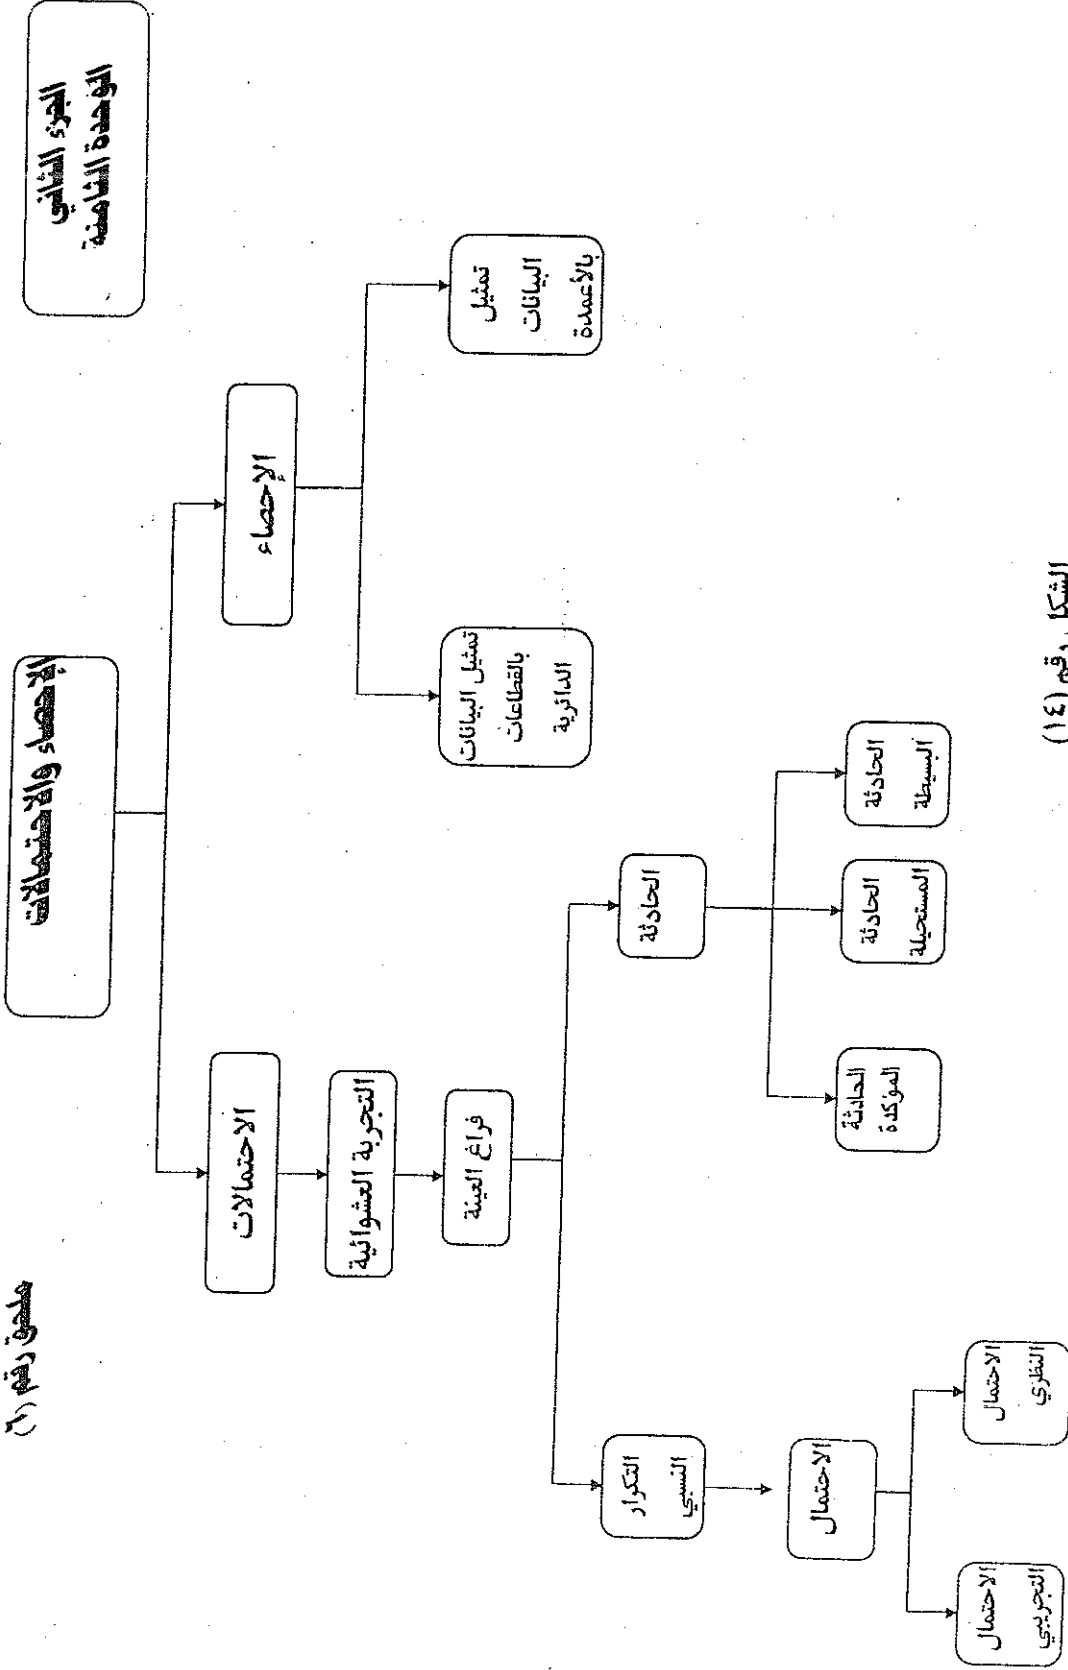 ملحق رقم (٦)
الجزء الثاني
الوحدة الثامنة
الإحصاء والاحتمالات
الإحصاء
الاحتمالات
تمثيل
البيانات
بالأعمدة
تمثيل البيانات
بالقطاعات
الدائرية
التجربة العشوائية
فراغ العينة
الحادثة
التكرار
النسبي
الحادثة
البسيطة
الحادثة
المستحيلة
الحادثة
المؤكدة
الاحتمال
الاحتمال
النظري
الاحتمال
التجريبي
الشكل رقم (١٤)